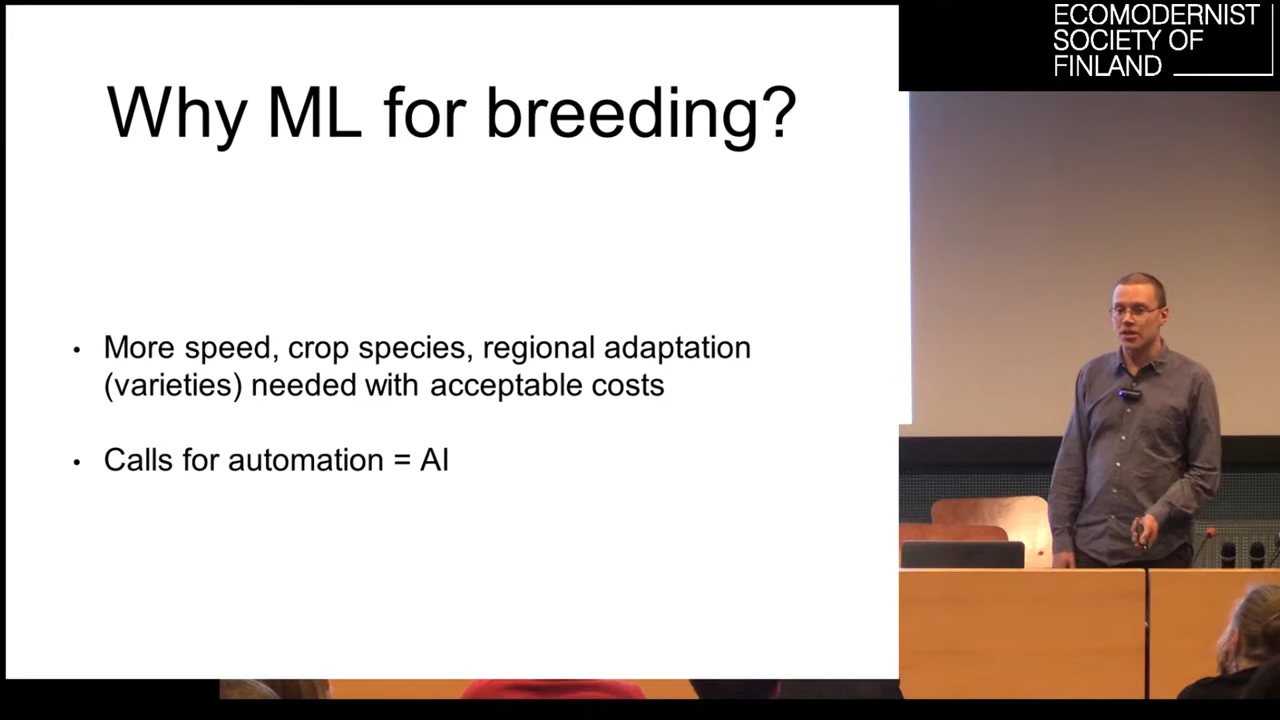 ECOMODERNIST
SOCIETY OF
FINLAND
Why ML for breeding?
• More speed, crop species, regional adaptation
(varieties) needed with acceptable costs
• Calls for automation = AI